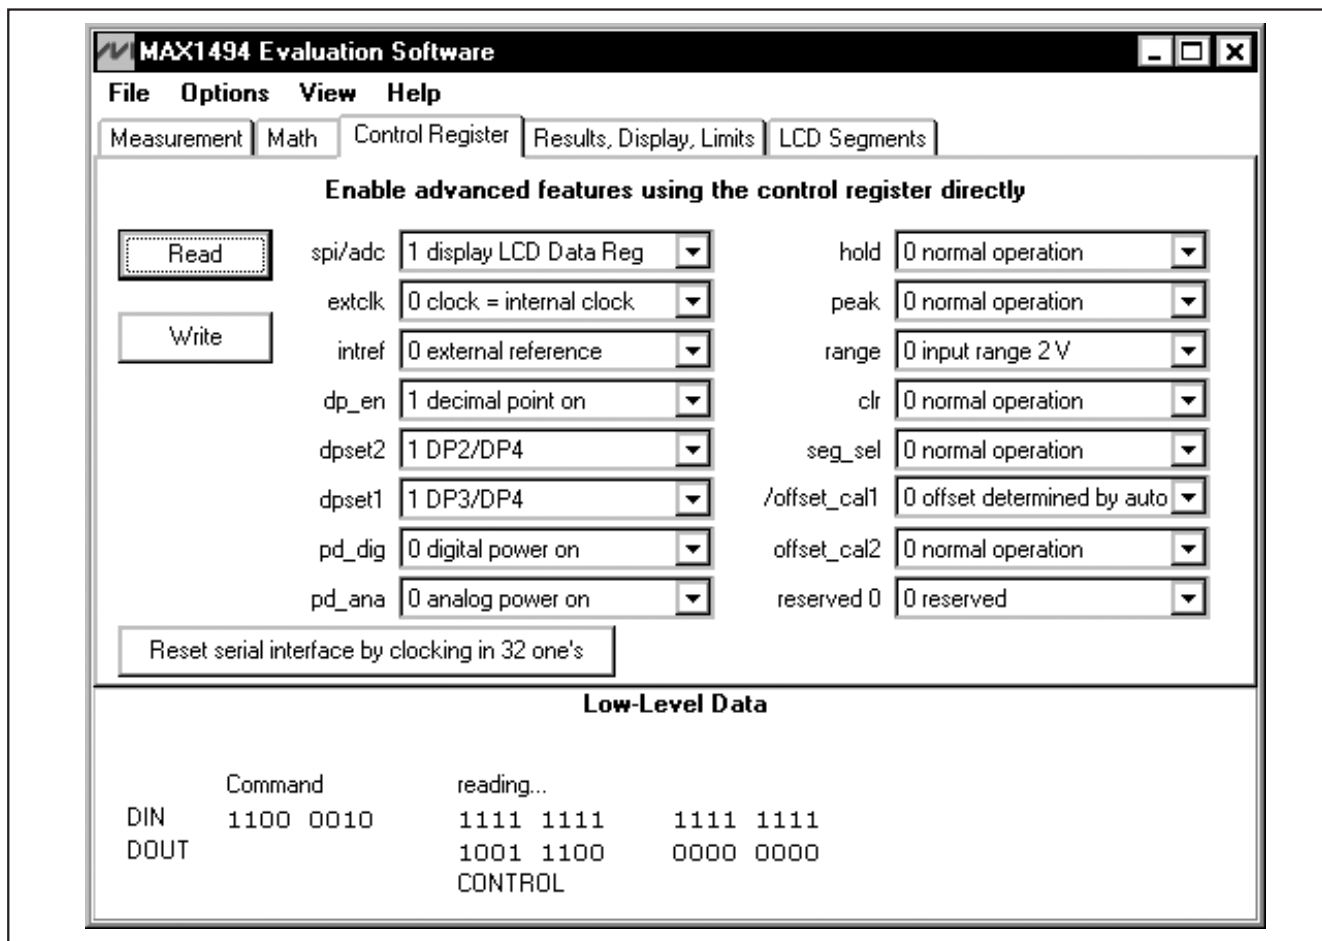 MAX1494 Evaluation Software
File Options View Help
Measurement Math Control Register Results, Display, Limits LCD Segments
Enable advanced features using the control register directly
Read
Write
spi/adc 1 display LCD Data Reg
extclk 0 clock = internal clock
intref 0 external reference
dp_en 1 decimal point on
dpset2 1 DP2/DP4
dpset1 1 DP3/DP4
pd_dig 0 digital power on
pd_ana 0 analog power on
hold 0 normal operation
peak 0 normal operation
range 0 input range 2 V
clr 0 normal operation
seg_sel 0 normal operation
/offset_cal1 0 offset determined by auto
offset_cal2 0 normal operation
reserved 0 0 reserved
Reset serial interface by clocking in 32 one's
Low-Level Data
Command reading...
DIN 1100 0010 1111 1111 1111 1111
DOUT 1001 1100 0000 0000
CONTROL